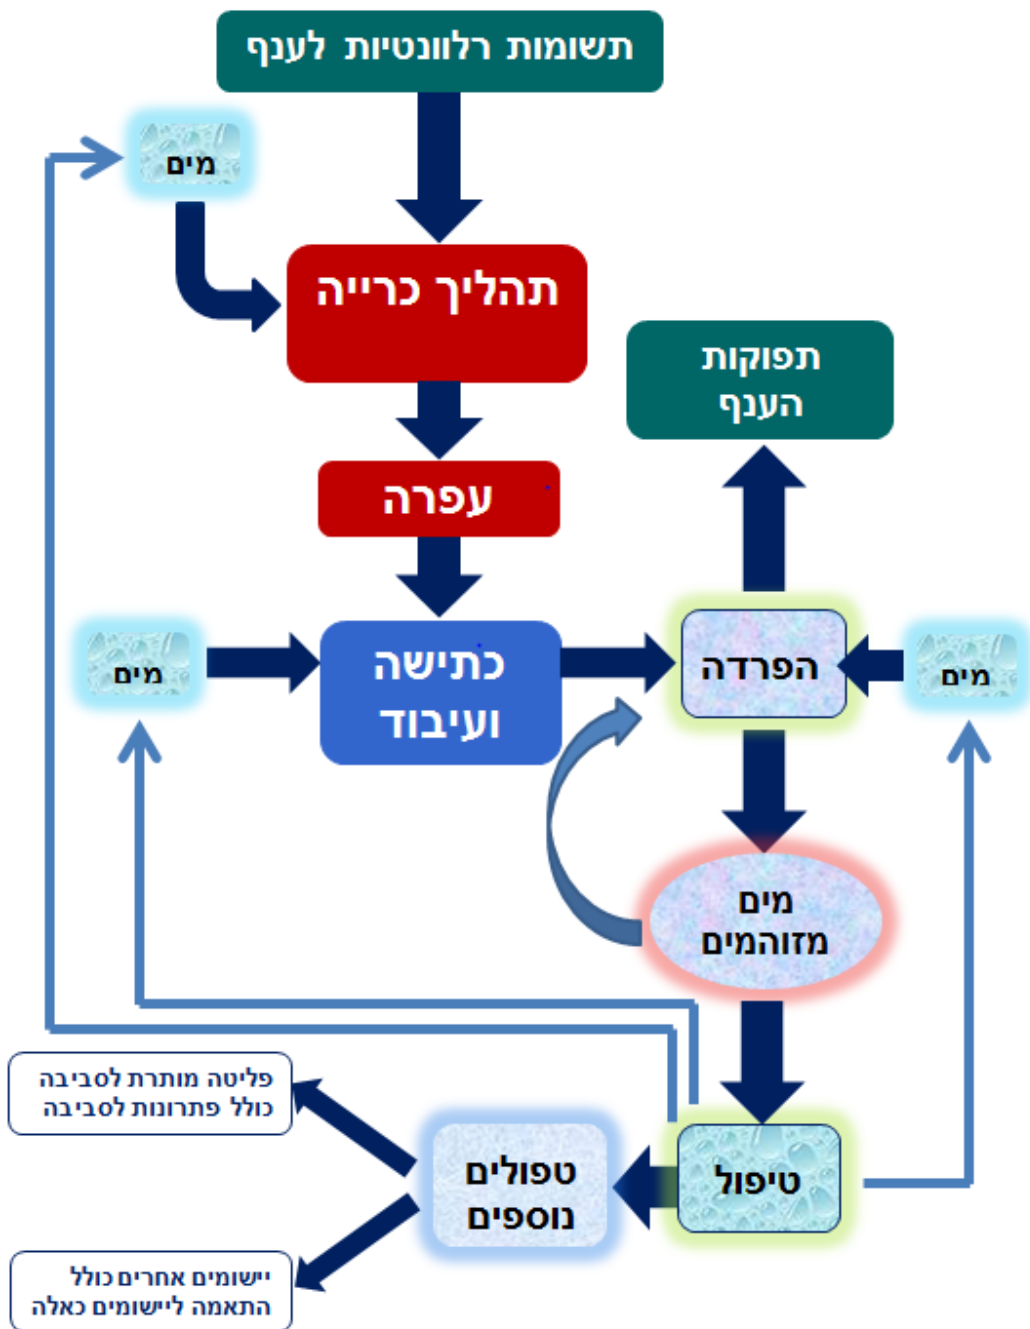 תשומות רלוונטיות לענף
מים
תהליך כרייה
תפוקות
הענף
עפרה
מים
כתישה
ועיבוד
הפרדה
מים
מים
מזוהמים
פליטה מותרת לסביבה
כולל פתרונות לסביבה
טפולים
נוספים
טיפול
יישומים אחרים כולל
התאמה ליישומים כאלה